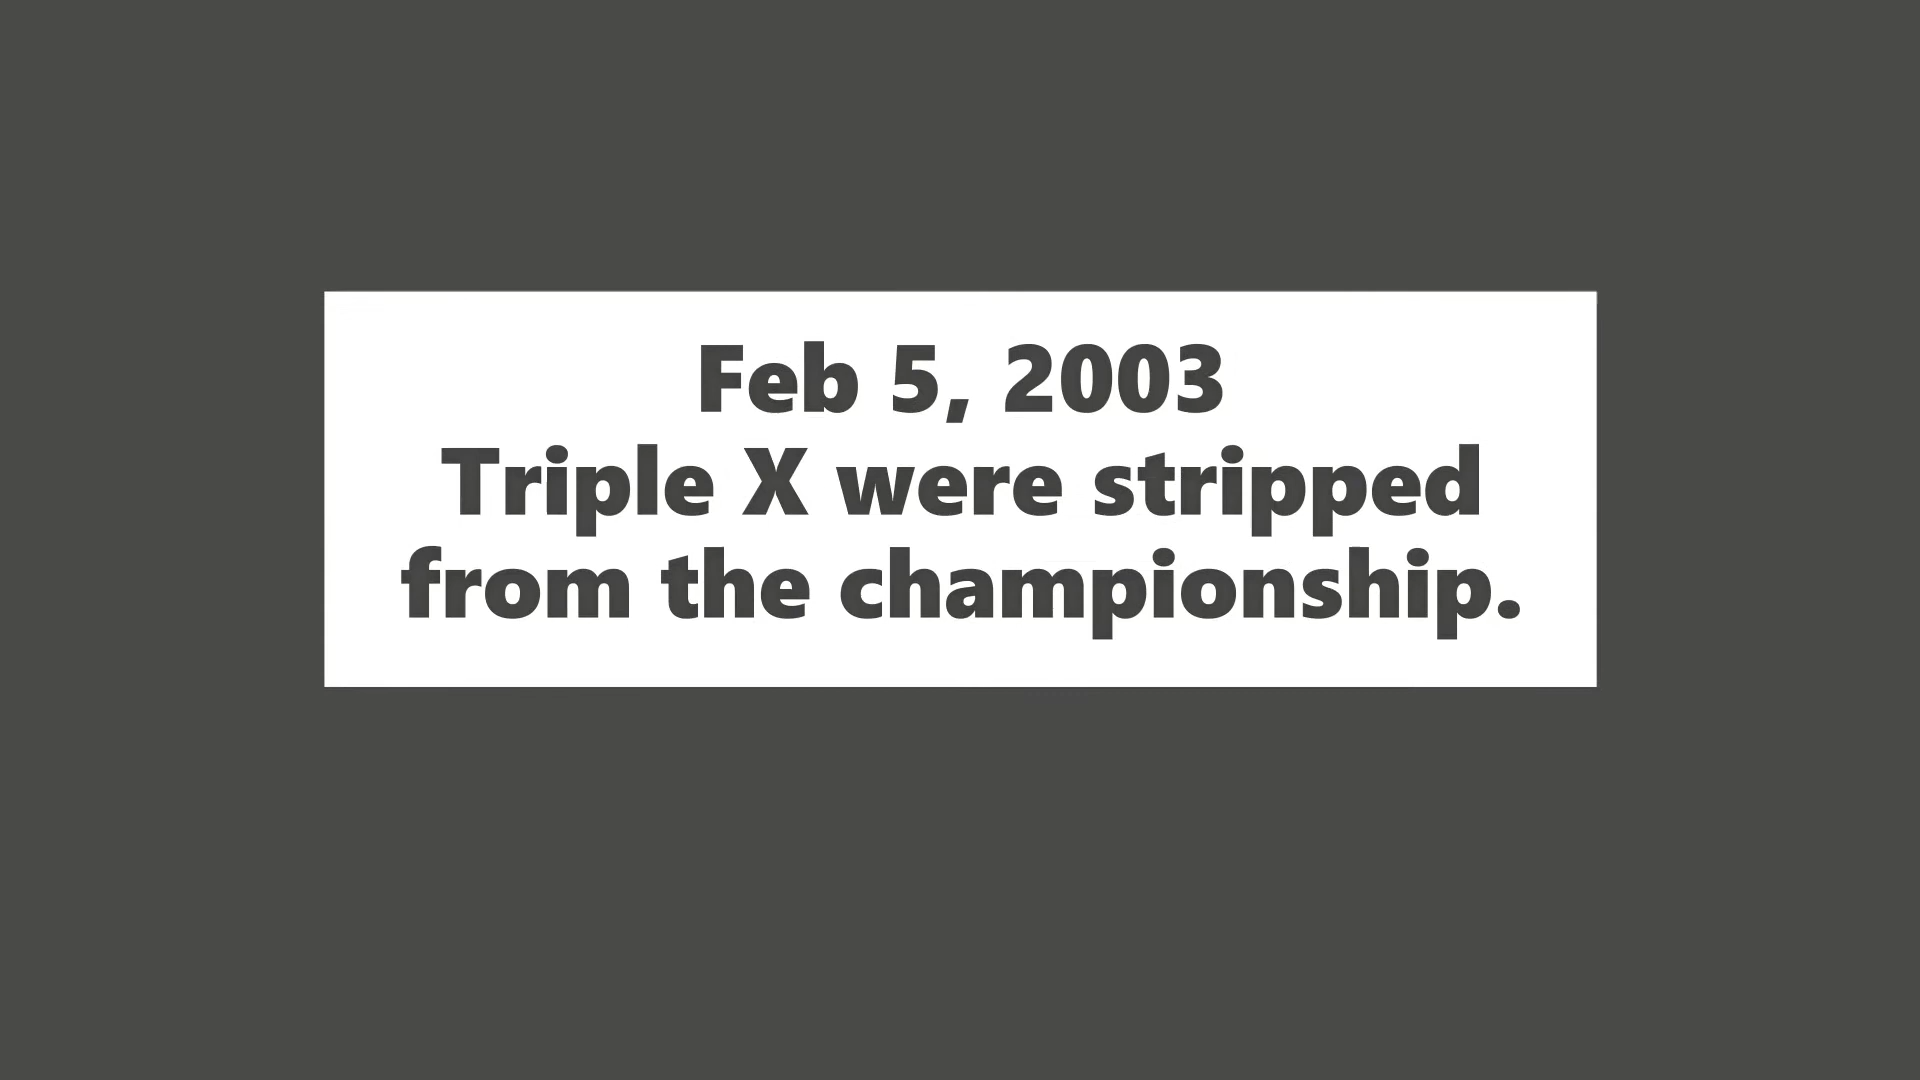 Feb 5, 2003
Triple X were stripped
from the championship.